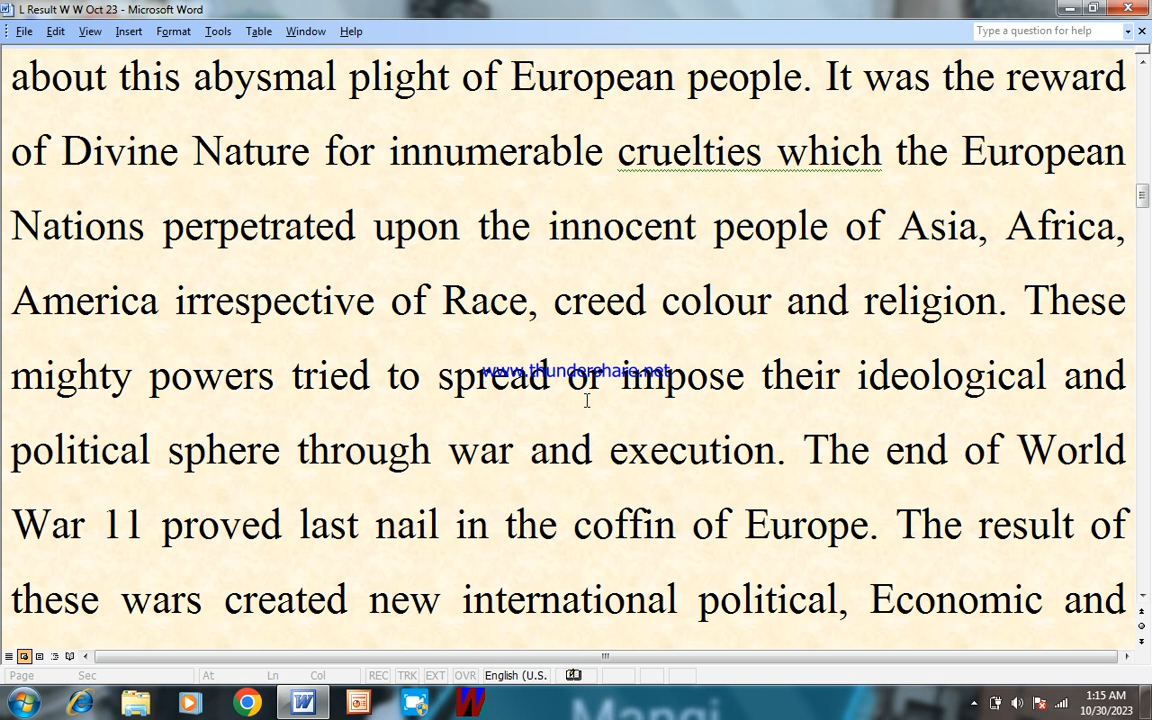 L Result W W Oct 23 - Microsoft Word
File Edit View Insert Format Tools Table Window Help
Type a question for help
about this abysmal plight of European people. It was the reward
of Divine Nature for innumerable cruelties which the European
Nations perpetrated upon the innocent people of Asia, Africa,
America irrespective of Race, creed colour and religion. These
mighty powers tried to spread or impose their ideological and
www.thundershare.net
political sphere through war and execution. The end of World
War 11 proved last nail in the coffin of Europe. The result of
these wars created new international political, Economic and
Page Sec At Ln Col REC TRK EXT OVR English (U.S.
Mangi
1:15 AM
10/30/2023